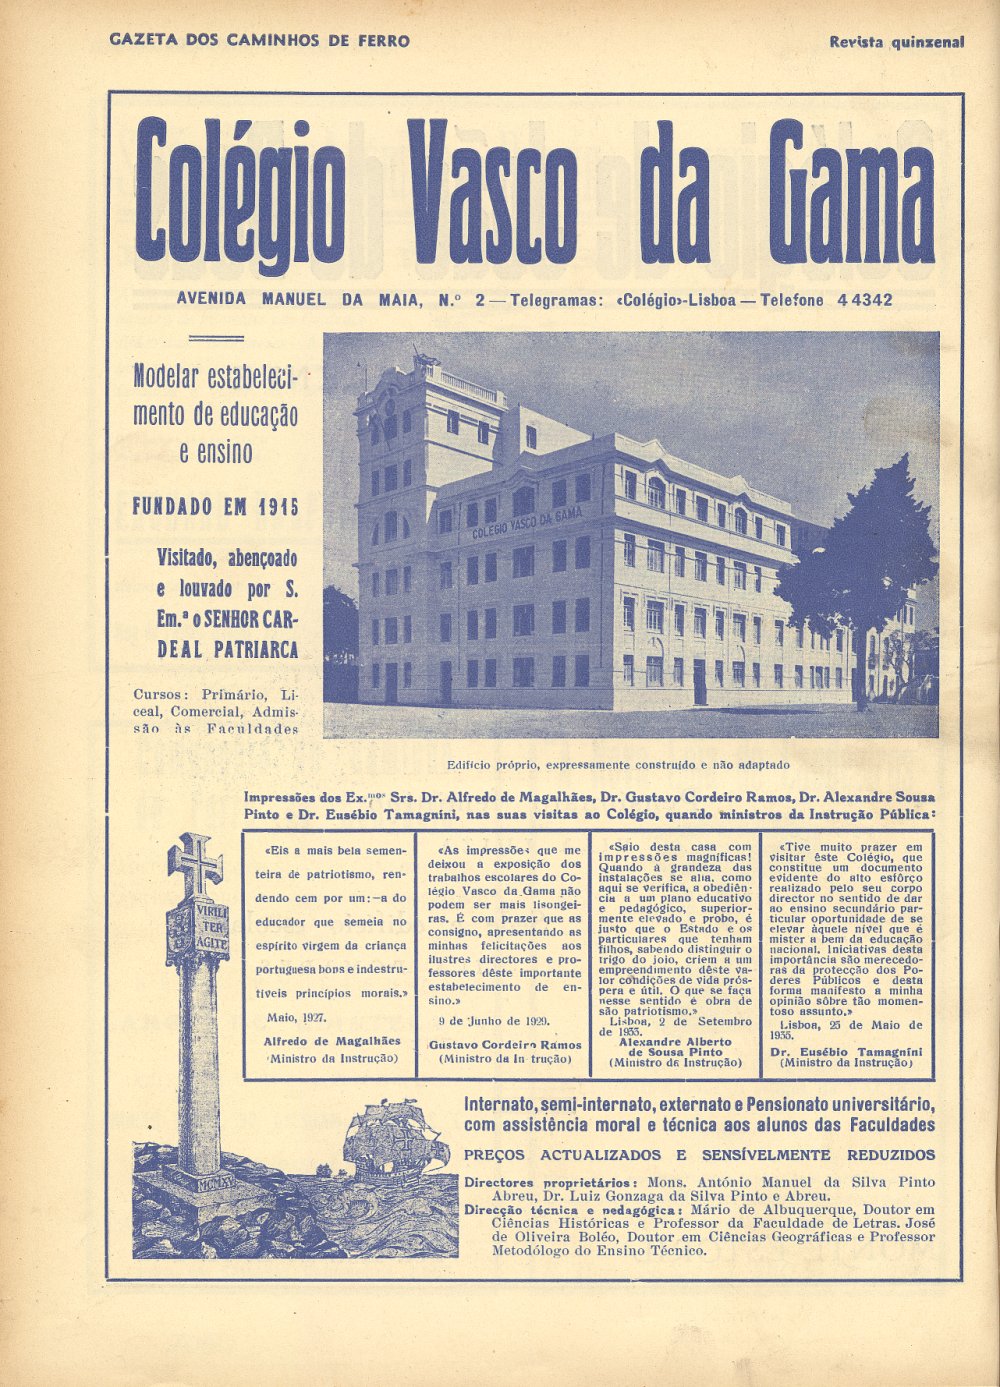 GAZETA DOS CAMINHOS DE FERRO
Revista quinzenal
Colégio Vasco da Gama
AVENIDA MANUEL DA MAIA, N.º 2 — Telegramas: «Colégio»-Lisboa — Telefone 44342
Modelar estabeleci-
mento de educação
e ensino
FUNDADO EM 1915
Visitado, abençoado
e louvado por S.
Em.ª o SENHOR CAR-
DEAL PATRIARCA
Cursos: Primário, Li-
ceal, Comercial, Admis-
são às Faculdades
COLEGIO VASCO DA GAMA
Edifício próprio, expressamente construído e não adaptado
Impressões dos Ex.mos Srs. Dr. Alfredo de Magalhães, Dr. Gustavo Cordeiro Ramos, Dr. Alexandre Sousa
Pinto e Dr. Eusébio Tamagnini, nas suas visitas ao Colégio, quando ministros da Instrução Pública:
«Eis a mais bela semen-
teira de patriotismo, ren-
dendo cem por um:—a do
educador que semeia no
espírito virgem da criança
portuguesa bons e indestru-
tíveis princípios morais.»
Maio, 1927.
Alfredo de Magalhães
(Ministro da Instrução)
«As impressões que me
deixou a exposição dos
trabalhos escolares do Co-
légio Vasco da Gama não
podem ser mais lisongei-
ras. É com prazer que as
consigno, apresentando as
minhas felicitações aos
ilustres directores e pro-
fessores dêste importante
estabelecimento de en-
sino.»
9 de Junho de 1929.
Gustavo Cordeiro Ramos
(Ministro da In trução)
«Saio desta casa com
impressões magníficas!
Quando à grandeza das
instalações se alia, como
aqui se verifica, a obediên-
cia a um plano educativo
e pedagógico, superior-
mente elevado e probo, é
justo que o Estado e os
particulares que tenham
filhos, sabendo distinguir o
trigo do joio, criem a um
empreendimento dêste va-
lor condições de vida prós-
pera e útil. O que se faça
nesse sentido é obra de
são patriotismo.»
Lisboa, 2 de Setembro
de 1933.
Alexandre Alberto
de Sousa Pinto
(Ministro da Instrução)
«Tive muito prazer em
visitar êste Colégio, que
constitue um documento
evidente do alto esfôrço
realizado pelo seu corpo
director no sentido de dar
ao ensino secundário par-
ticular oportunidade de se
elevar àquele nível que é
mister a bem da educação
nacional. Iniciativas desta
importância são merecedo-
ras da protecção dos Po-
deres Públicos e desta
forma manifesto a minha
opinião sôbre tão momen-
toso assunto.»
Lisboa, 25 de Maio de
1935.
Dr. Eusébio Tamagnini
(Ministro da Instrução)
VIRILI
TER
AGITE
MCMXV
Internato, semi-internato, externato e Pensionato universitário,
com assistência moral e técnica aos alunos das Faculdades
PREÇOS ACTUALIZADOS E SENSÍVELMENTE REDUZIDOS
Directores proprietários: Mons. António Manuel da Silva Pinto
Abreu, Dr. Luiz Gonzaga da Silva Pinto e Abreu.
Direcção técnica e pedagógica: Mário de Albuquerque, Doutor em
Ciências Históricas e Professor da Faculdade de Letras. José
de Oliveira Boléo, Doutor em Ciências Geográficas e Professor
Metodólogo do Ensino Técnico.